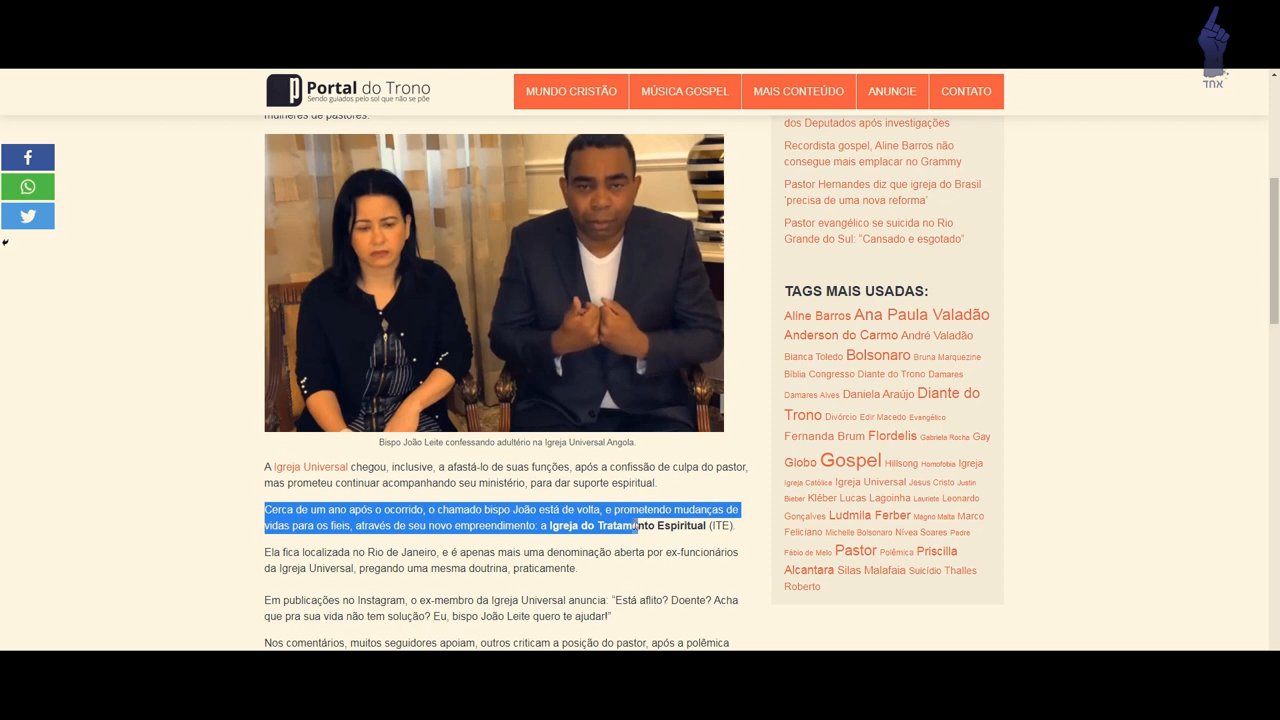 אחד
Portal do Trono
Sendo guiados pelo sol que não se põe
MUNDO CRISTÃO
MÚSICA GOSPEL
MAIS CONTEÚDO
ANUNCIE
CONTATO
mulheres de pastores.
Bispo João Leite confessando adultério na Igreja Universal Angola.
A Igreja Universal chegou, inclusive, a afastá-lo de suas funções, após a confissão de culpa do pastor,
mas prometeu continuar acompanhando seu ministério, para dar suporte espiritual.
Cerca de um ano após o ocorrido, o chamado bispo João está de volta, e prometendo mudanças de
vidas para os fieis, através de seu novo empreendimento: a Igreja do Tratamento Espiritual (ITE).
Ela fica localizada no Rio de Janeiro, e é apenas mais uma denominação aberta por ex-funcionários
da Igreja Universal, pregando uma mesma doutrina, praticamente.
Em publicações no Instagram, o ex-membro da Igreja Universal anuncia: “Está aflito? Doente? Acha
que pra sua vida não tem solução? Eu, bispo João Leite quero te ajudar!”
Nos comentários, muitos seguidores apoiam, outros criticam a posição do pastor, após a polêmica
dos Deputados após investigações
Recordista gospel, Aline Barros não
consegue mais emplacar no Grammy
Pastor Hernandes diz que igreja do Brasil
‘precisa de uma nova reforma’
Pastor evangélico se suicida no Rio
Grande do Sul: “Cansado e esgotado”
TAGS MAIS USADAS:
Aline Barros Ana Paula Valadão
Anderson do Carmo André Valadão
Bianca Toledo Bolsonaro Bruna Marquezine
Bíblia Congresso Diante do Trono Damares
Damares Alves Daniela Araújo Diante do
Trono Divórcio Edir Macedo Evangélico
Fernanda Brum Flordelis Gabriela Rocha Gay
Globo Gospel Hillsong Homofobia Igreja
Igreja Católica Igreja Universal Jesus Cristo Justin
Bieber Kléber Lucas Lagoinha Lauriete Leonardo
Gonçalves Ludmila Ferber Magno Malta Marco
Feliciano Michelle Bolsonaro Nívea Soares Padre
Fábio de Melo Pastor Polêmica Priscilla
Alcantara Silas Malafaia Suicídio Thalles
Roberto